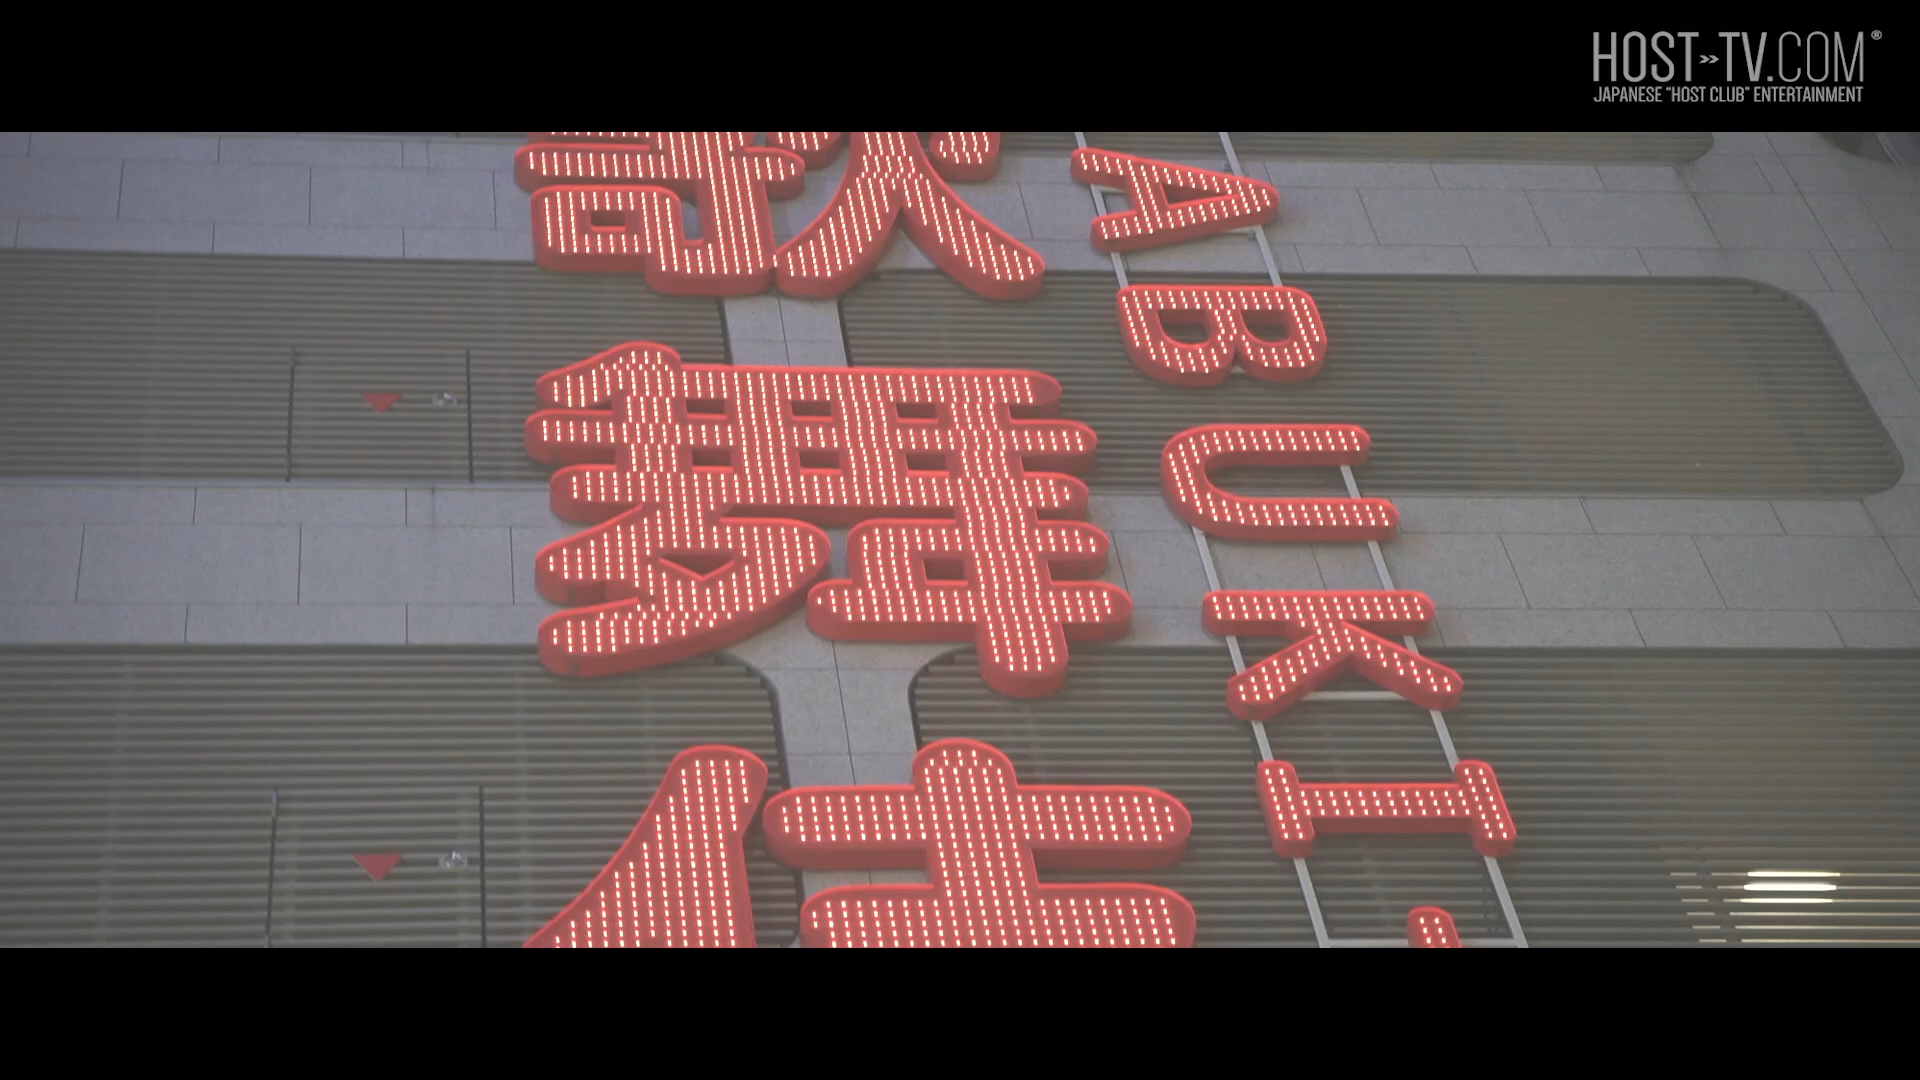 HOST»TV.COM®
JAPANESE "HOST CLUB" ENTERTAINMENT
歌舞伎
ABUKI-